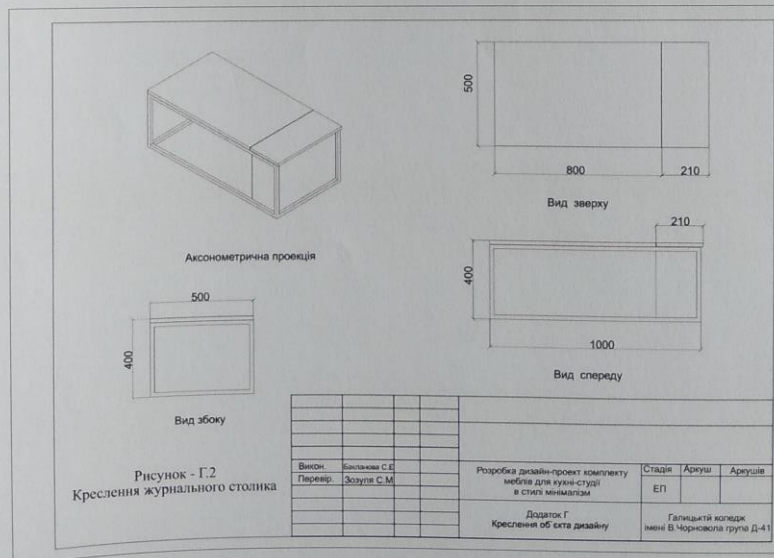 500
800
210
Вид зверху
Аксонометрична проекція
210
400
1000
Вид спереду
500
400
Вид збоку
Рисунок - Г.2
Креслення журнального столика
Викон. Бакланова С.Е
Перевір. Зозуля С.М
Розробка дизайн-проект комплекту
меблів для кухні-студії
в стилі мінімалізм
Стадія Аркуш Аркушів
ЕП
Додаток Г
Креслення об'єкта дизайну
Галицьктй коледж
імені В.Чорновола група Д-41